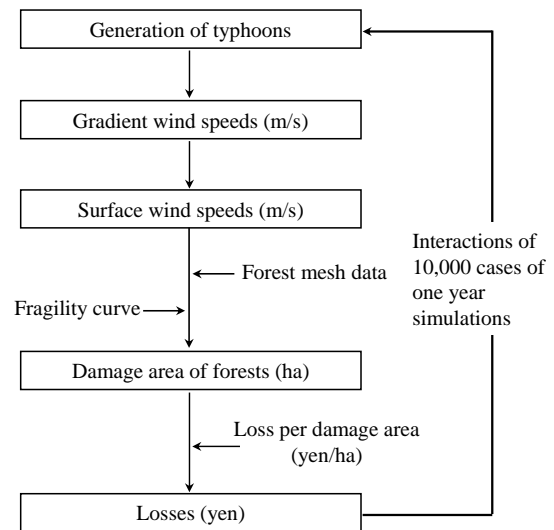 Generation of typhoons
Gradient wind speeds (m/s)
Surface wind speeds (m/s)
Interactions of
10,000 cases of
one year
simulations
Forest mesh data
Fragility curve
Damage area of forests (ha)
Loss per damage area
(yen/ha)
Losses (yen)